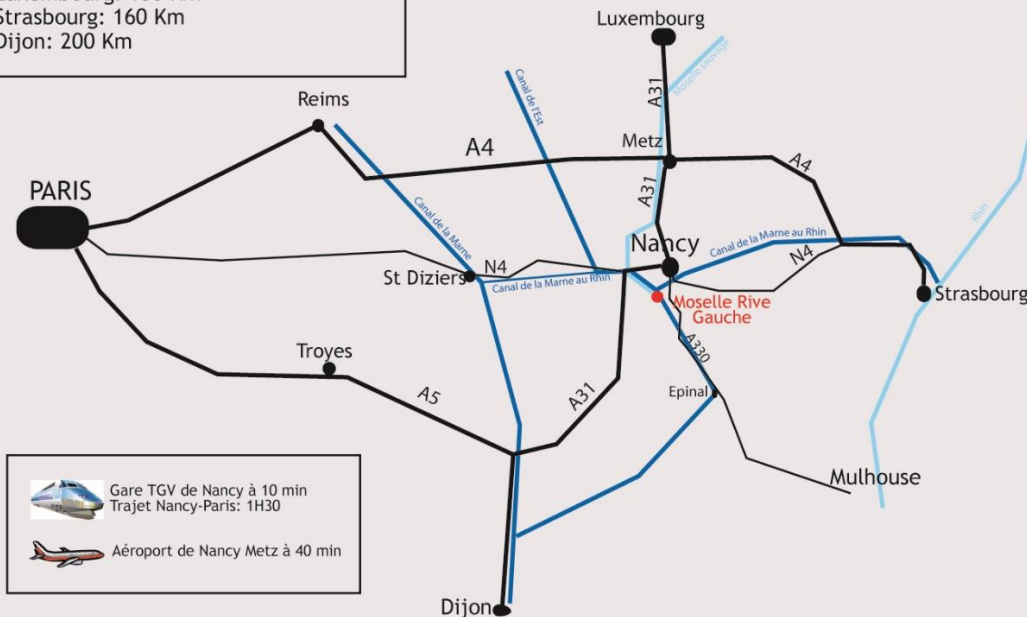 Strasbourg: 160 Km
Dijon: 200 Km
Luxembourg
Moselle sauvage
A31
Canal de l'Est
Reims
Metz
A4
A4
A31
PARIS
Canal de la Marne
Rhin
Nancy
Canal de la Marne au Rhin
N4
St Diziers
N4
Canal de la Marne au Rhin
Strasbourg
Moselle Rive
Gauche
Troyes
A330
A5
A31
Epinal
Mulhouse
Gare TGV de Nancy à 10 min
Trajet Nancy-Paris: 1H30
Aéroport de Nancy Metz à 40 min
Dijon